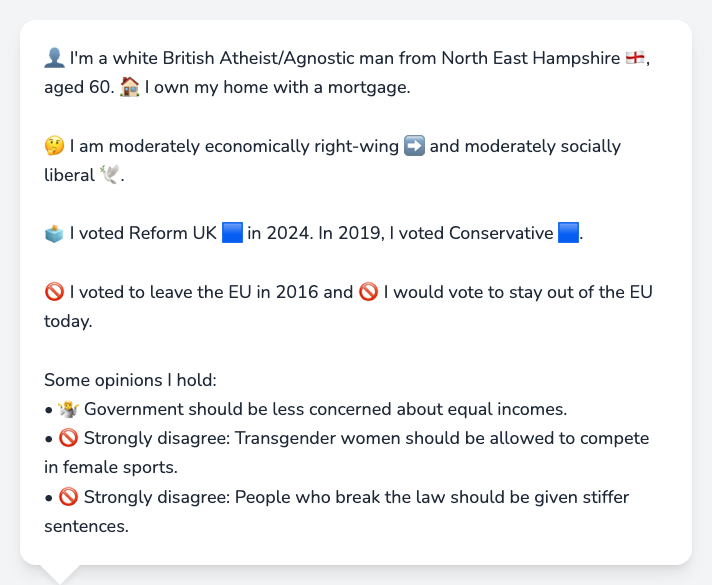 👤 I'm a white British Atheist/Agnostic man from North East Hampshire 🏴󠁧󠁢󠁥󠁮󠁧󠁿,
aged 60. 🏠 I own my home with a mortgage.
🤔 I am moderately economically right-wing ➡️ and moderately socially
liberal 🕊️.
🗳️ I voted Reform UK 🟦 in 2024. In 2019, I voted Conservative 🟦.
🚫 I voted to leave the EU in 2016 and 🚫 I would vote to stay out of the EU
today.
Some opinions I hold:
• 🤷 Government should be less concerned about equal incomes.
• 🚫 Strongly disagree: Transgender women should be allowed to compete
in female sports.
• 🚫 Strongly disagree: People who break the law should be given stiffer
sentences.